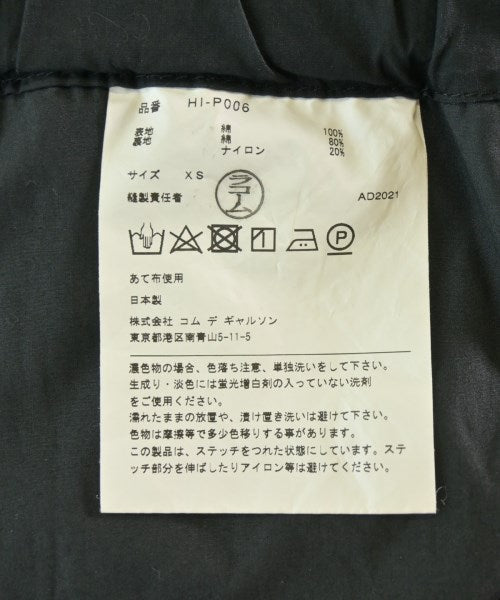 品番 HI-P006
表地 綿 100%
裏地 綿 80%
ナイロン 20%
サイズ XS
縫製責任者 ラコーム AD2021
P
あて布使用
日本製
株式会社 コム デ ギャルソン
東京都港区南青山5-11-5
濃色物の場合、色落ち注意、単独洗いをして下さい。
生成り・淡色には蛍光増白剤の入っていない洗剤
をご使用ください。
濡れたままの放置や、漬け置き洗いは避けて下さい。
色物は摩擦等で多少色移りする事があります。
この製品は、ステッチをつれた状態にしています。ステ
ッチ部分を伸ばしたりアイロン等は避けてください。